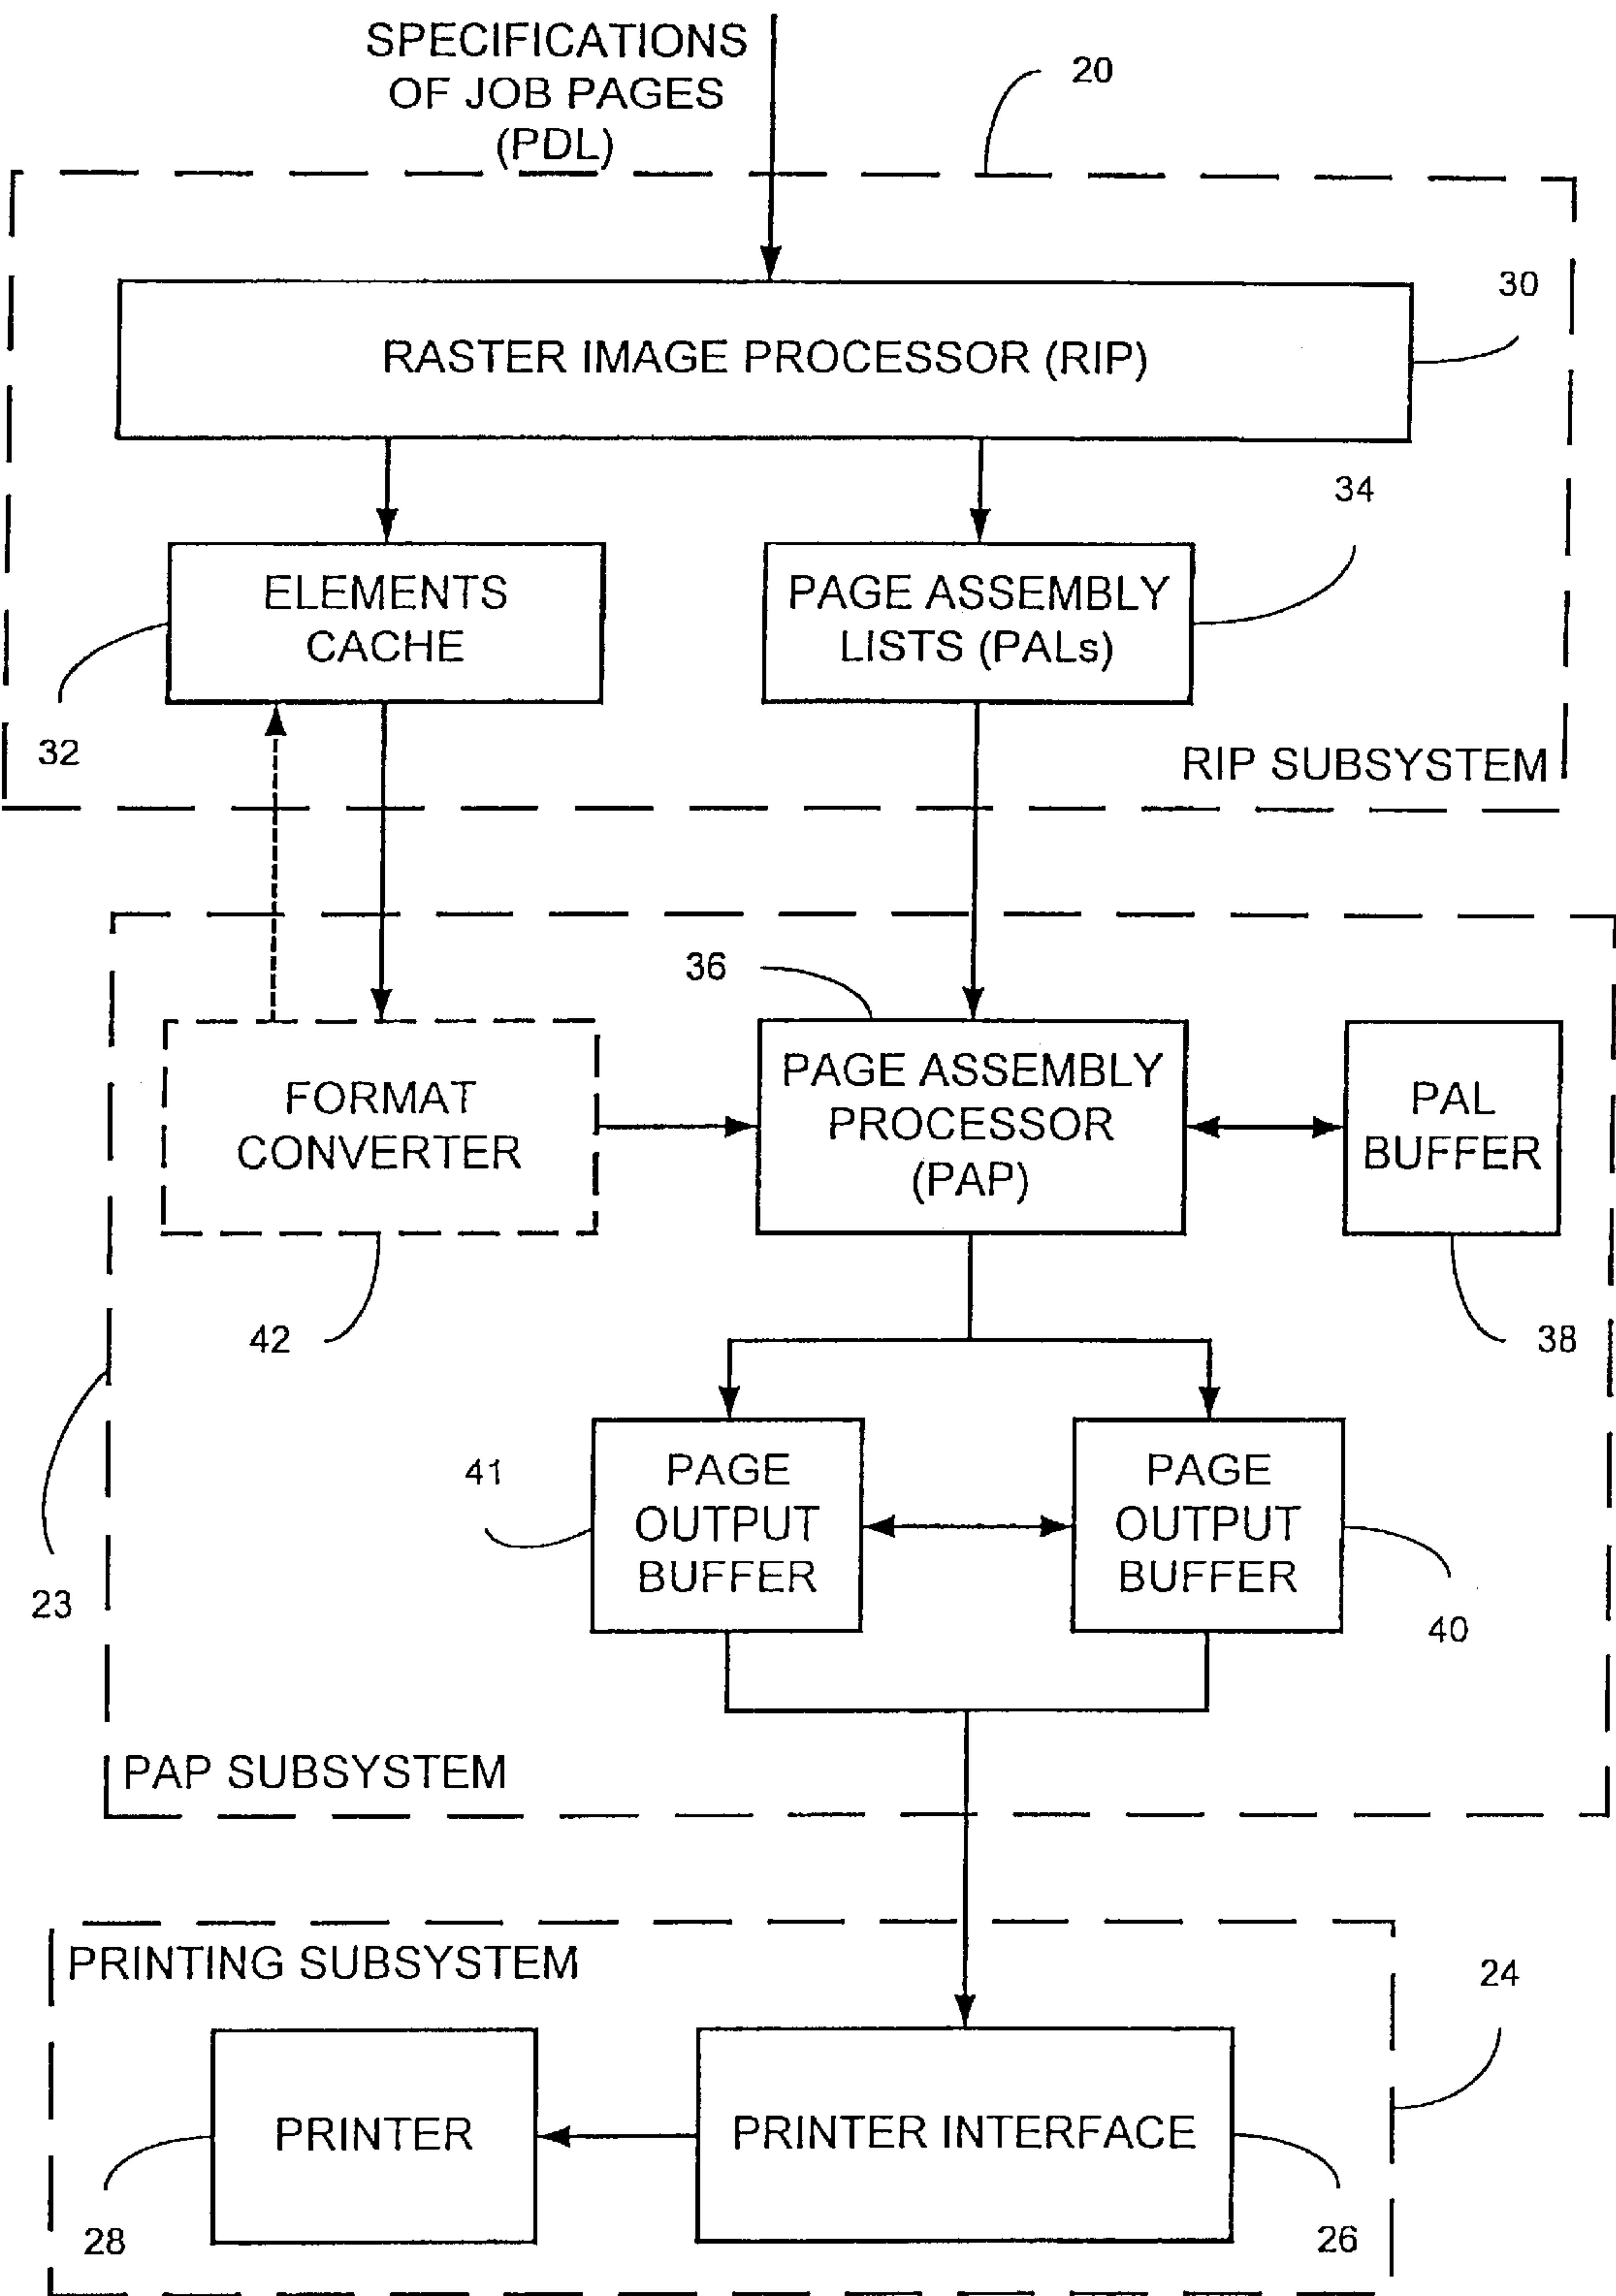 SPECIFICATIONS
OF JOB PAGES
(PDL)
20
30
RASTER IMAGE PROCESSOR (RIP)
34
ELEMENTS
CACHE
PAGE ASSEMBLY
LISTS (PALs)
32
RIP SUBSYSTEM
36
FORMAT
CONVERTER
PAGE ASSEMBLY
PROCESSOR
(PAP)
PAL
BUFFER
42
38
41
PAGE
OUTPUT
BUFFER
PAGE
OUTPUT
BUFFER
23
40
PAP SUBSYSTEM
PRINTING SUBSYSTEM
24
PRINTER
PRINTER INTERFACE
28
26